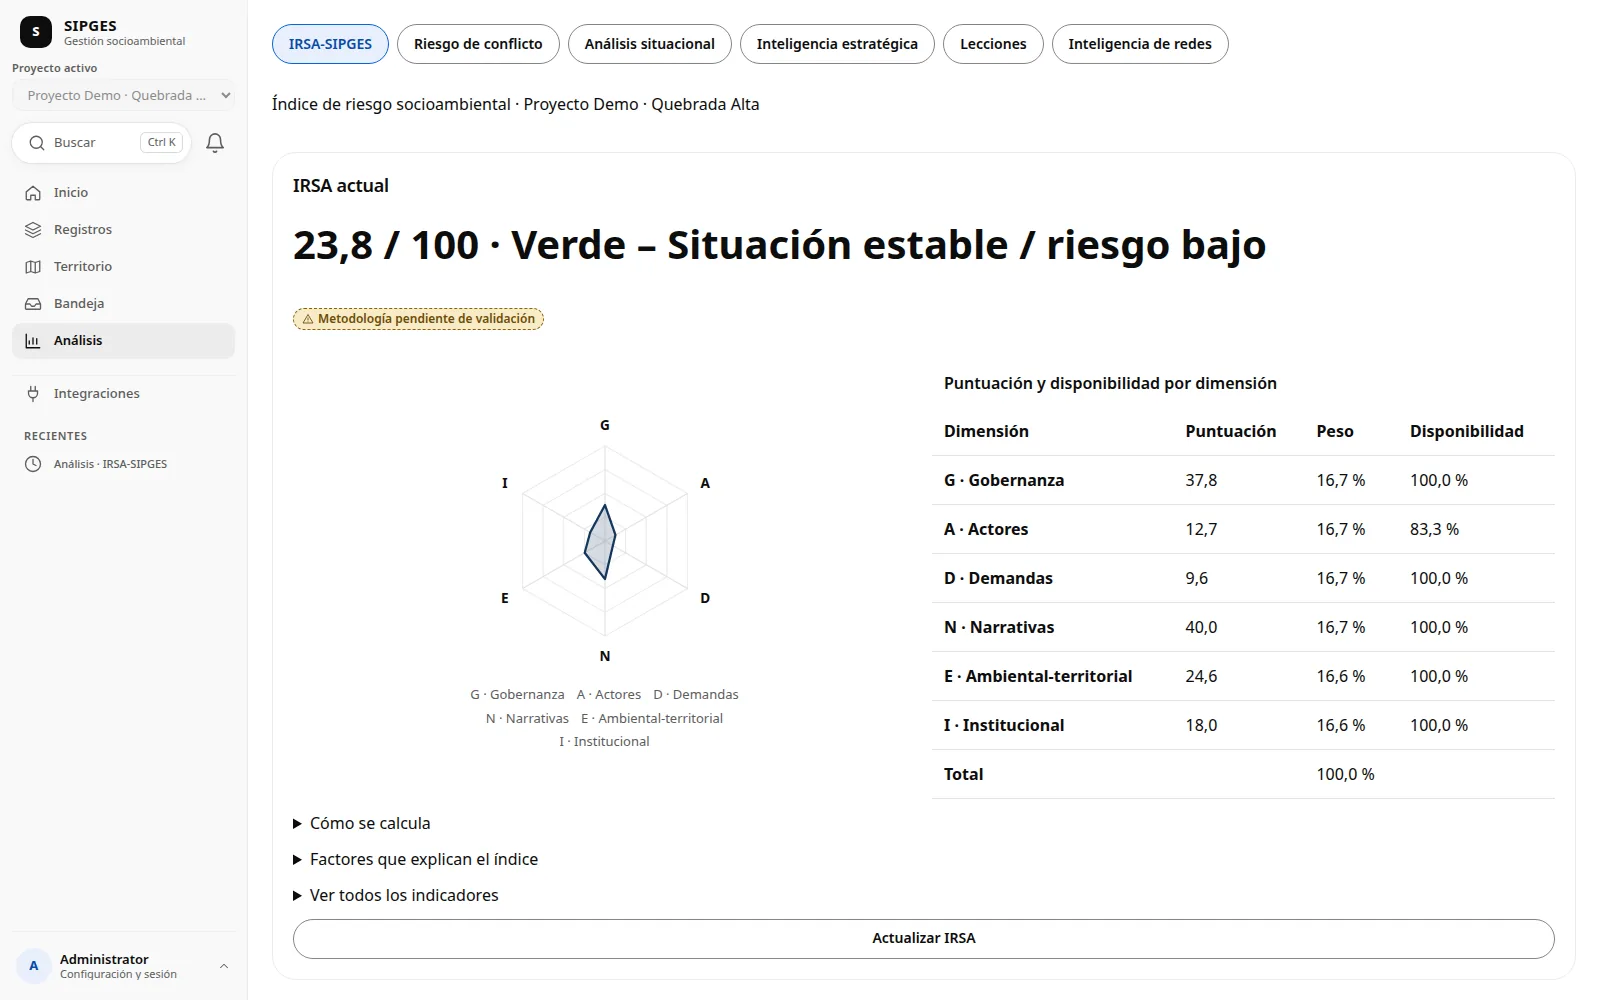 S
SIPGES
Gestión socioambiental
Proyecto activo
Proyecto Demo · Quebrada ...
Buscar
Ctrl K
Inicio
Registros
Territorio
Bandeja
Análisis
Integraciones
RECIENTES
Análisis · IRSA-SIPGES
A
Administrator
Configuración y sesión
IRSA-SIPGES
Riesgo de conflicto
Análisis situacional
Inteligencia estratégica
Lecciones
Inteligencia de redes
Índice de riesgo socioambiental · Proyecto Demo · Quebrada Alta
IRSA actual
23,8 / 100 · Verde – Situación estable / riesgo bajo
Metodología pendiente de validación
G
I
A
E
D
N
G · Gobernanza A · Actores D · Demandas
N · Narrativas E · Ambiental-territorial
I · Institucional
Puntuación y disponibilidad por dimensión
Dimensión Puntuación Peso Disponibilidad
G · Gobernanza 37,8 16,7 % 100,0 %
A · Actores 12,7 16,7 % 83,3 %
D · Demandas 9,6 16,7 % 100,0 %
N · Narrativas 40,0 16,7 % 100,0 %
E · Ambiental-territorial 24,6 16,6 % 100,0 %
I · Institucional 18,0 16,6 % 100,0 %
Total 100,0 %
Cómo se calcula
Factores que explican el índice
Ver todos los indicadores
Actualizar IRSA